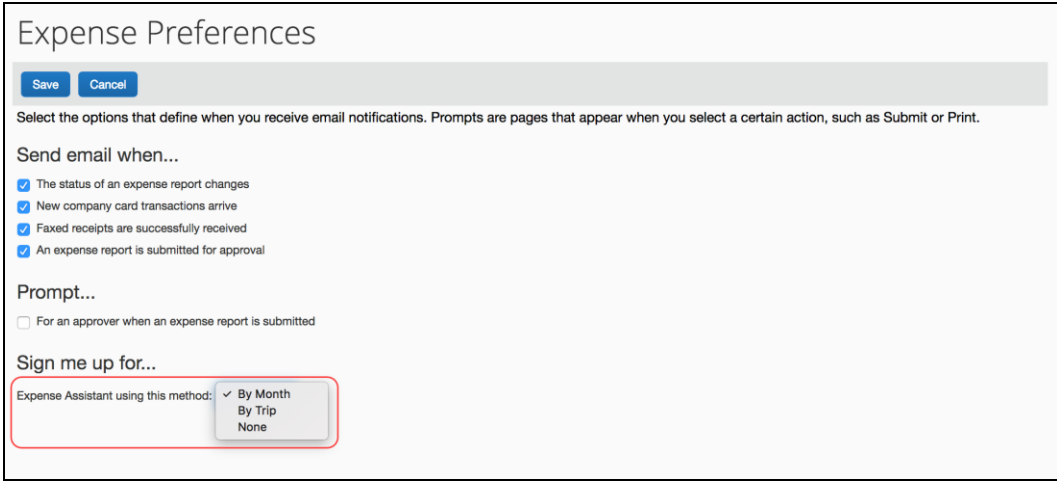 Expense Preferences
Save Cancel
Select the options that define when you receive email notifications. Prompts are pages that appear when you select a certain action, such as Submit or Print.
Send email when...
The status of an expense report changes
New company card transactions arrive
Faxed receipts are successfully received
An expense report is submitted for approval
Prompt...
For an approver when an expense report is submitted
Sign me up for...
Expense Assistant using this method: ✓ By Month
By Trip
None